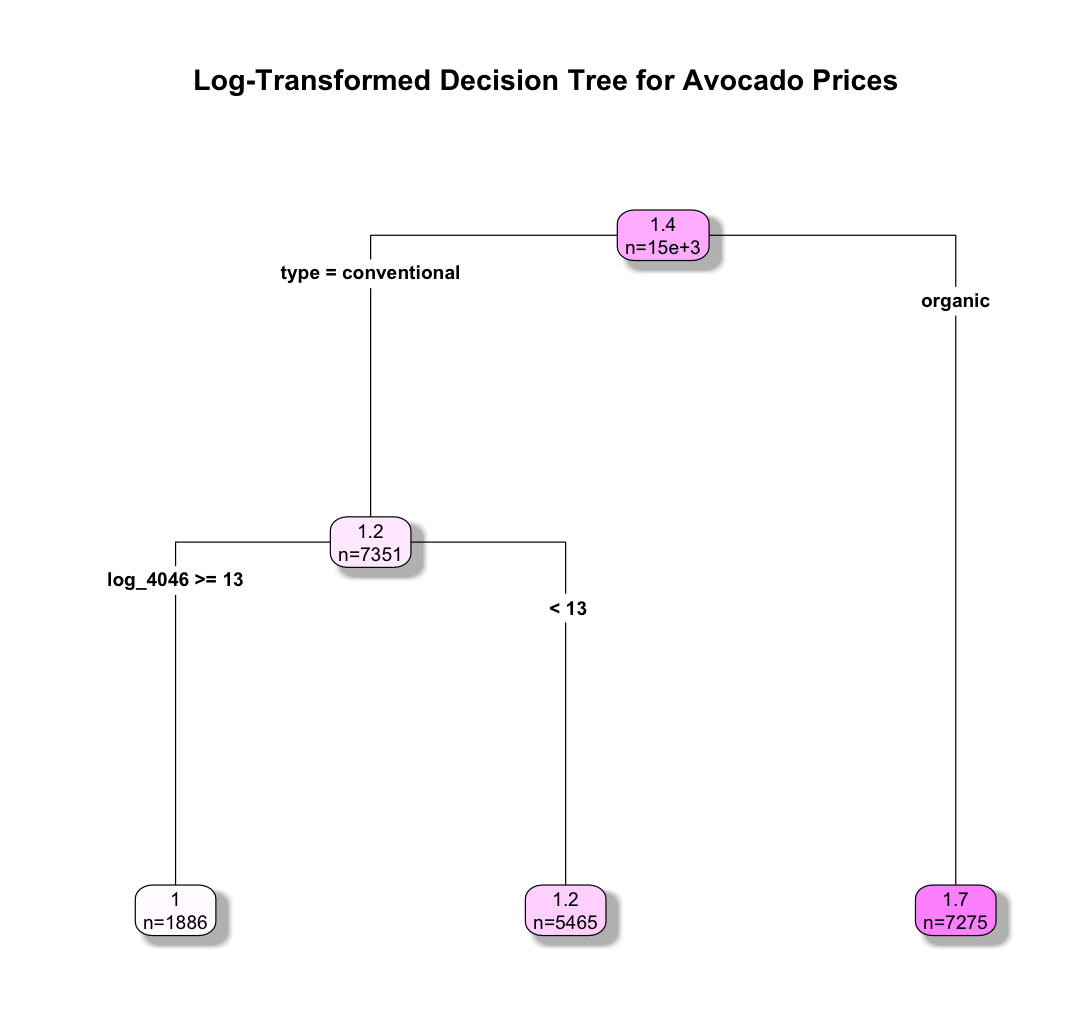 Log-Transformed Decision Tree for Avocado Prices
1.4
n=15e+3
type = conventional
organic
1.2
n=7351
log_4046 >= 13
< 13
1
n=1886
1.2
n=5465
1.7
n=7275